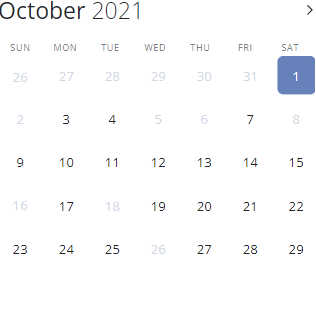 October 2021 >
SUN MON TUE WED THU FRI SAT
26 27 28 29 30 31 1
2 3 4 5 6 7 8
9 10 11 12 13 14 15
16 17 18 19 20 21 22
23 24 25 26 27 28 29